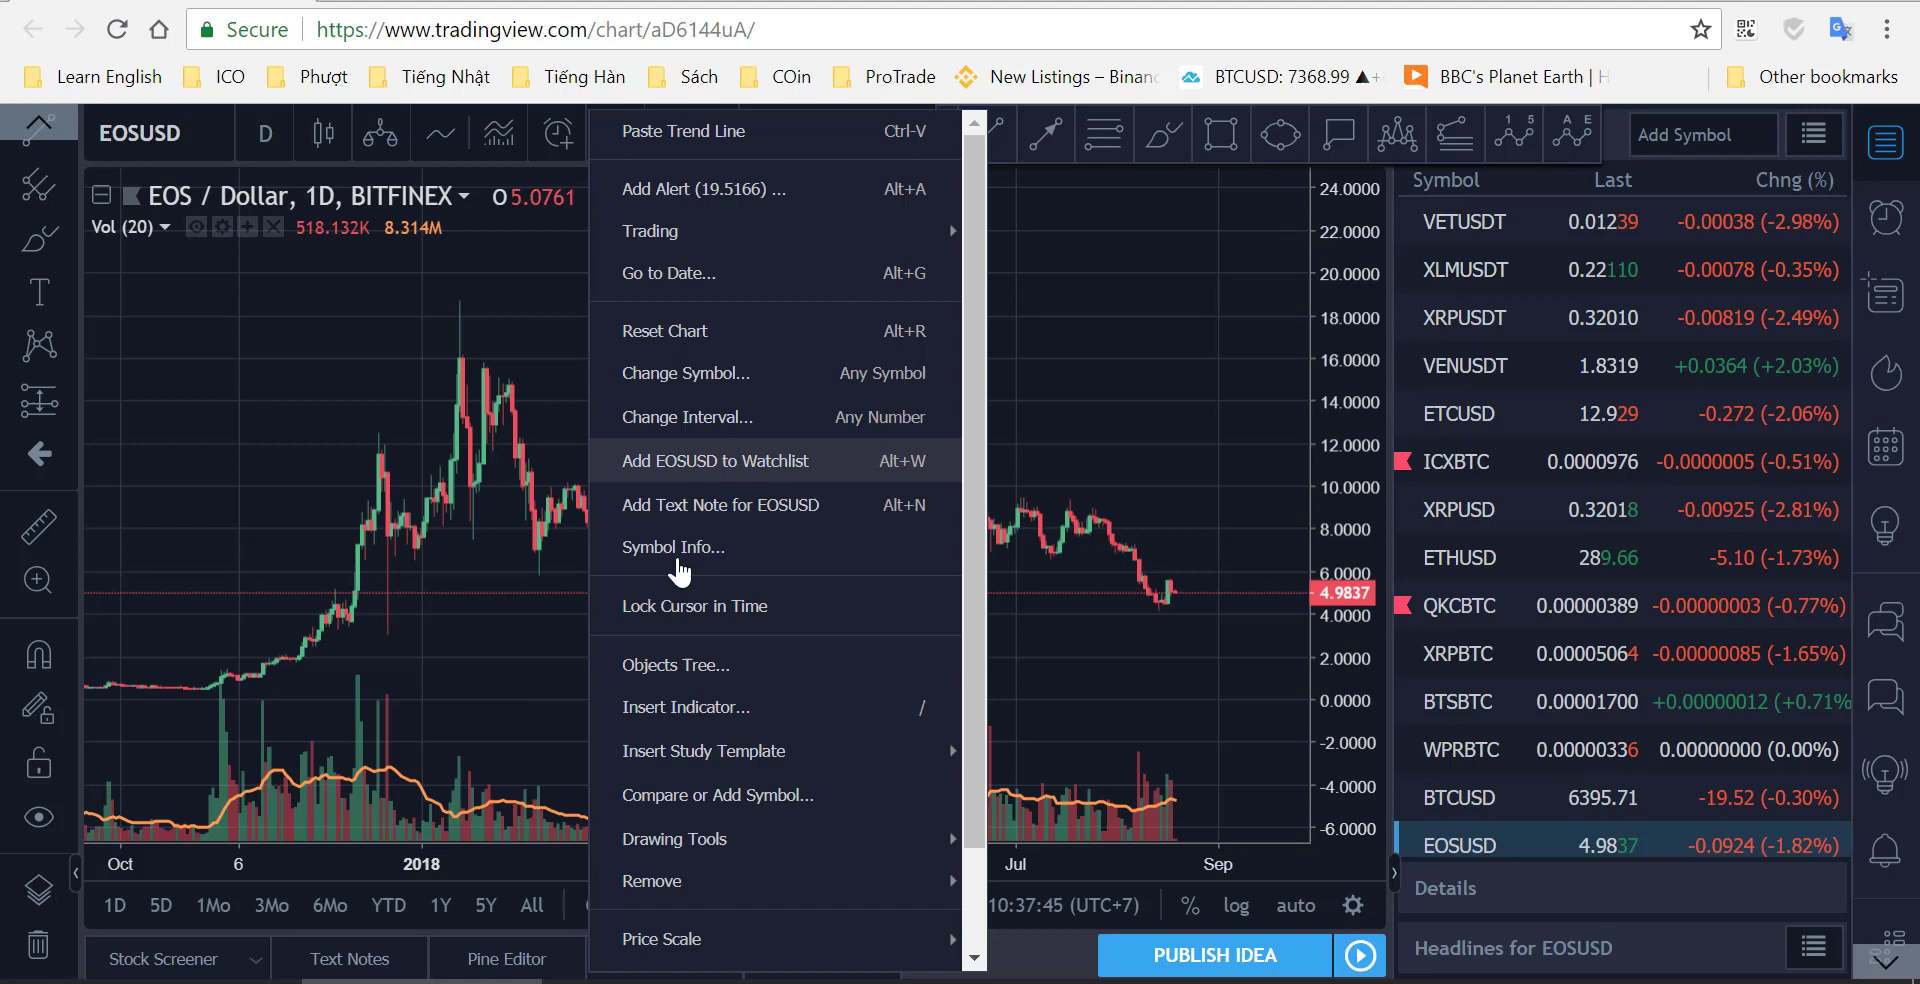 Secure https://www.tradingview.com/chart/aD6144uA/
Learn English ICO Phượt Tiếng Nhật Tiếng Hàn Sách COin ProTrade New Listings – Binan BTCUSD: 7368.99 ▲+ BBC's Planet Earth | Other bookmarks
EOSUSD D
EOS / Dollar, 1D, BITFINEX O5.0761
Vol (20) 518.132K 8.314M
Oct 6 2018 Jul Sep
1D 5D 1Mo 3Mo 6Mo YTD 1Y 5Y All
10:37:45 (UTC+7) % log auto
Stock Screener Text Notes Pine Editor
PUBLISH IDEA
Paste Trend Line Ctrl-V
Add Alert (19.5166) ... Alt+A
Trading
Go to Date... Alt+G
Reset Chart Alt+R
Change Symbol... Any Symbol
Change Interval... Any Number
Add EOSUSD to Watchlist Alt+W
Add Text Note for EOSUSD Alt+N
Symbol Info...
Lock Cursor in Time
Objects Tree...
Insert Indicator... /
Insert Study Template
Compare or Add Symbol...
Drawing Tools
Remove
Price Scale
1 5
A E
24.0000
22.0000
20.0000
18.0000
16.0000
14.0000
12.0000
10.0000
8.0000
6.0000
4.9837
4.0000
2.0000
0.0000
-2.0000
-4.0000
-6.0000
Add Symbol
Symbol Last Chng (%)
VETUSDT 0.01239 -0.00038 (-2.98%)
XLMUSDT 0.22110 -0.00078 (-0.35%)
XRPUSDT 0.32010 -0.00819 (-2.49%)
VENUSDT 1.8319 +0.0364 (+2.03%)
ETCUSD 12.929 -0.272 (-2.06%)
ICXBTC 0.0000976 -0.0000005 (-0.51%)
XRPUSD 0.32018 -0.00925 (-2.81%)
ETHUSD 289.66 -5.10 (-1.73%)
QKCBTC 0.00000389 -0.00000003 (-0.77%)
XRPBTC 0.00005064 -0.00000085 (-1.65%)
BTSBTC 0.00001700 +0.00000012 (+0.71%
WPRBTC 0.00000336 0.00000000 (0.00%)
BTCUSD 6395.71 -19.52 (-0.30%)
EOSUSD 4.9837 -0.0924 (-1.82%)
Details
Headlines for EOSUSD